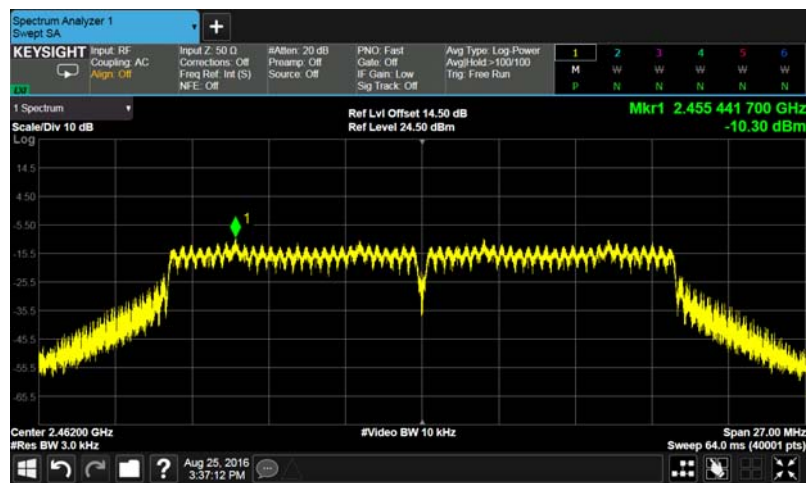 Spectrum Analyzer 1
Swept SA
+
KEYSIGHT
Input: RF
Coupling: AC
Align: Off
Input Z: 50 Ω
Corrections: Off
Freq Ref: Int (S)
NFE: Off
#Atten: 20 dB
Preamp: Off
Source: Off
PNO: Fast
Gate: Off
IF Gain: Low
Sig Track: Off
Avg Type: Log-Power
Avg|Hold:>100/100
Trig: Free Run
1 2 3 4 5 6
M W W W W W
P N N N N N
LXI
1 Spectrum
Scale/Div 10 dB
Log
Ref Lvl Offset 14.50 dB
Ref Level 24.50 dBm
Mkr1 2.455 441 700 GHz
-10.30 dBm
14.5
4.50
-5.50
-15.5
-25.5
-35.5
-45.5
-55.5
-65.5
1
Center 2.46200 GHz
#Res BW 3.0 kHz
#Video BW 10 kHz
Span 27.00 MHz
Sweep 64.0 ms (40001 pts)
?
Aug 25, 2016
3:37:12 PM